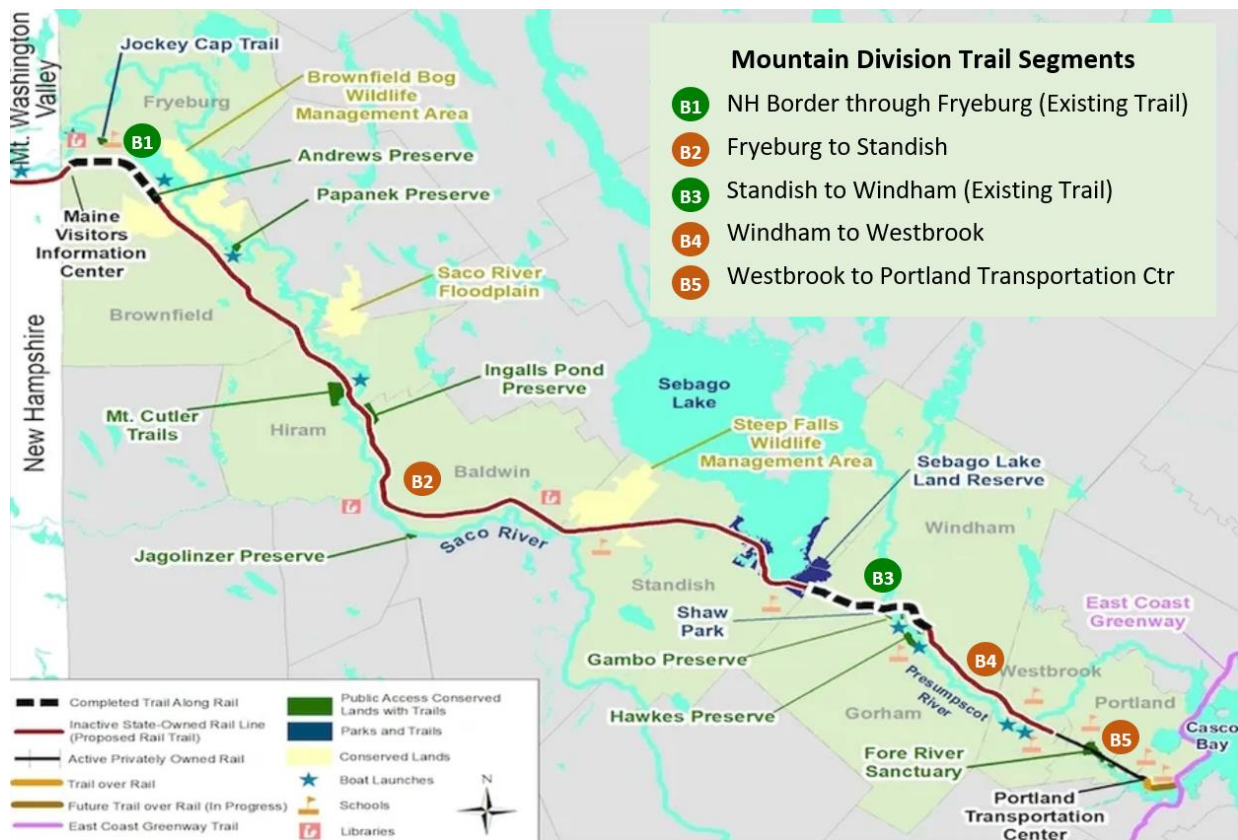 Mt. Washington
Valley
Jockey Cap Trail
Fryeburg
Brownfield Bog
Wildlife
Management Area
B1
Andrews Preserve
Papanek Preserve
Maine
Visitors
Information
Center
Saco River
Floodplain
Brownfield
New Hampshire
Mountain Division Trail Segments
B1 NH Border through Fryeburg (Existing Trail)
B2 Fryeburg to Standish
B3 Standish to Windham (Existing Trail)
B4 Windham to Westbrook
B5 Westbrook to Portland Transportation Ctr
Ingalls Pond
Preserve
Sebago
Lake
Mt. Cutler
Trails
Hiram
Steep Falls
Wildlife
Management Area
Baldwin
B2
Sebago Lake
Land Reserve
Windham
Saco River
Jagolinzer Preserve
Standish
B3
Shaw
Park
East Coast
Greenway
Gambo Preserve
B4
Westbrook
Presumpscot
River
Portland
Hawkes Preserve
Gorham
B5
Casco
Bay
Fore River
Sanctuary
Portland
Transportation
Center
Completed Trail Along Rail
Inactive State-Owned Rail Line
(Proposed Rail Trail)
Active Privately Owned Rail
Trail over Rail
Future Trail over Rail (In Progress)
East Coast Greenway Trail
Public Access Conserved
Lands with Trails
Parks and Trails
Conserved Lands
Boat Launches
Schools
Libraries
N